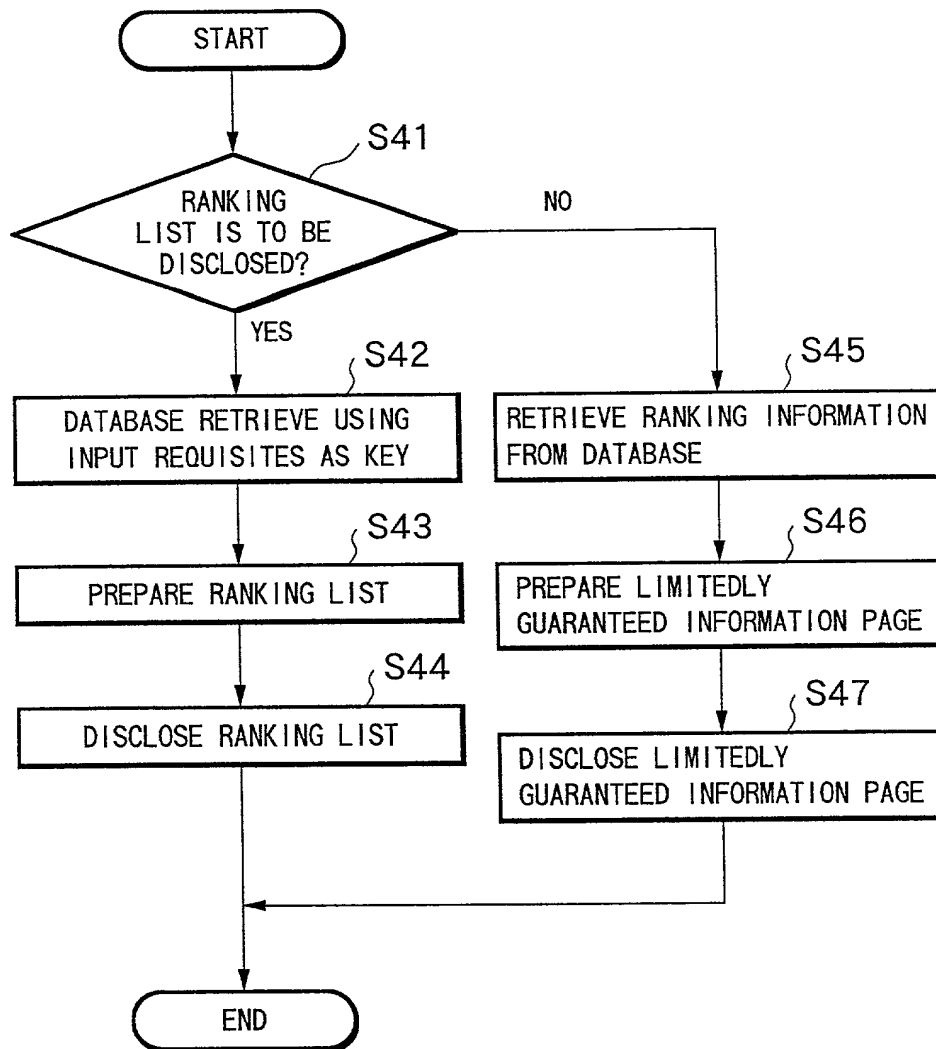 START
S41
RANKING
LIST IS TO BE
DISCLOSED?
NO
YES
S42
DATABASE RETRIEVE USING
INPUT REQUISITES AS KEY
S43
PREPARE RANKING LIST
S44
DISCLOSE RANKING LIST
S45
RETRIEVE RANKING INFORMATION
FROM DATABASE
S46
PREPARE LIMITEDLY
GUARANTEED INFORMATION PAGE
S47
DISCLOSE LIMITEDLY
GUARANTEED INFORMATION PAGE
END